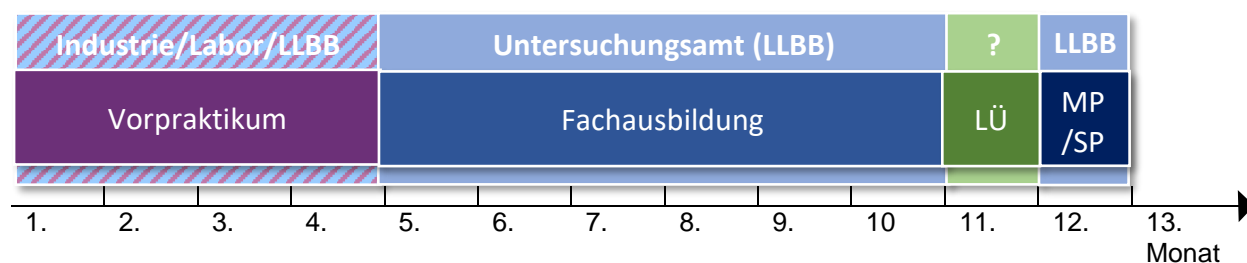 Industrie/Labor/LLBB Untersuchungsamt (LLBB) ? LLBB
Vorpraktikum Fachausbildung LÜ MP
/SP
1. 2. 3. 4. 5. 6. 7. 8. 9. 10 11. 12. 13.
Monat